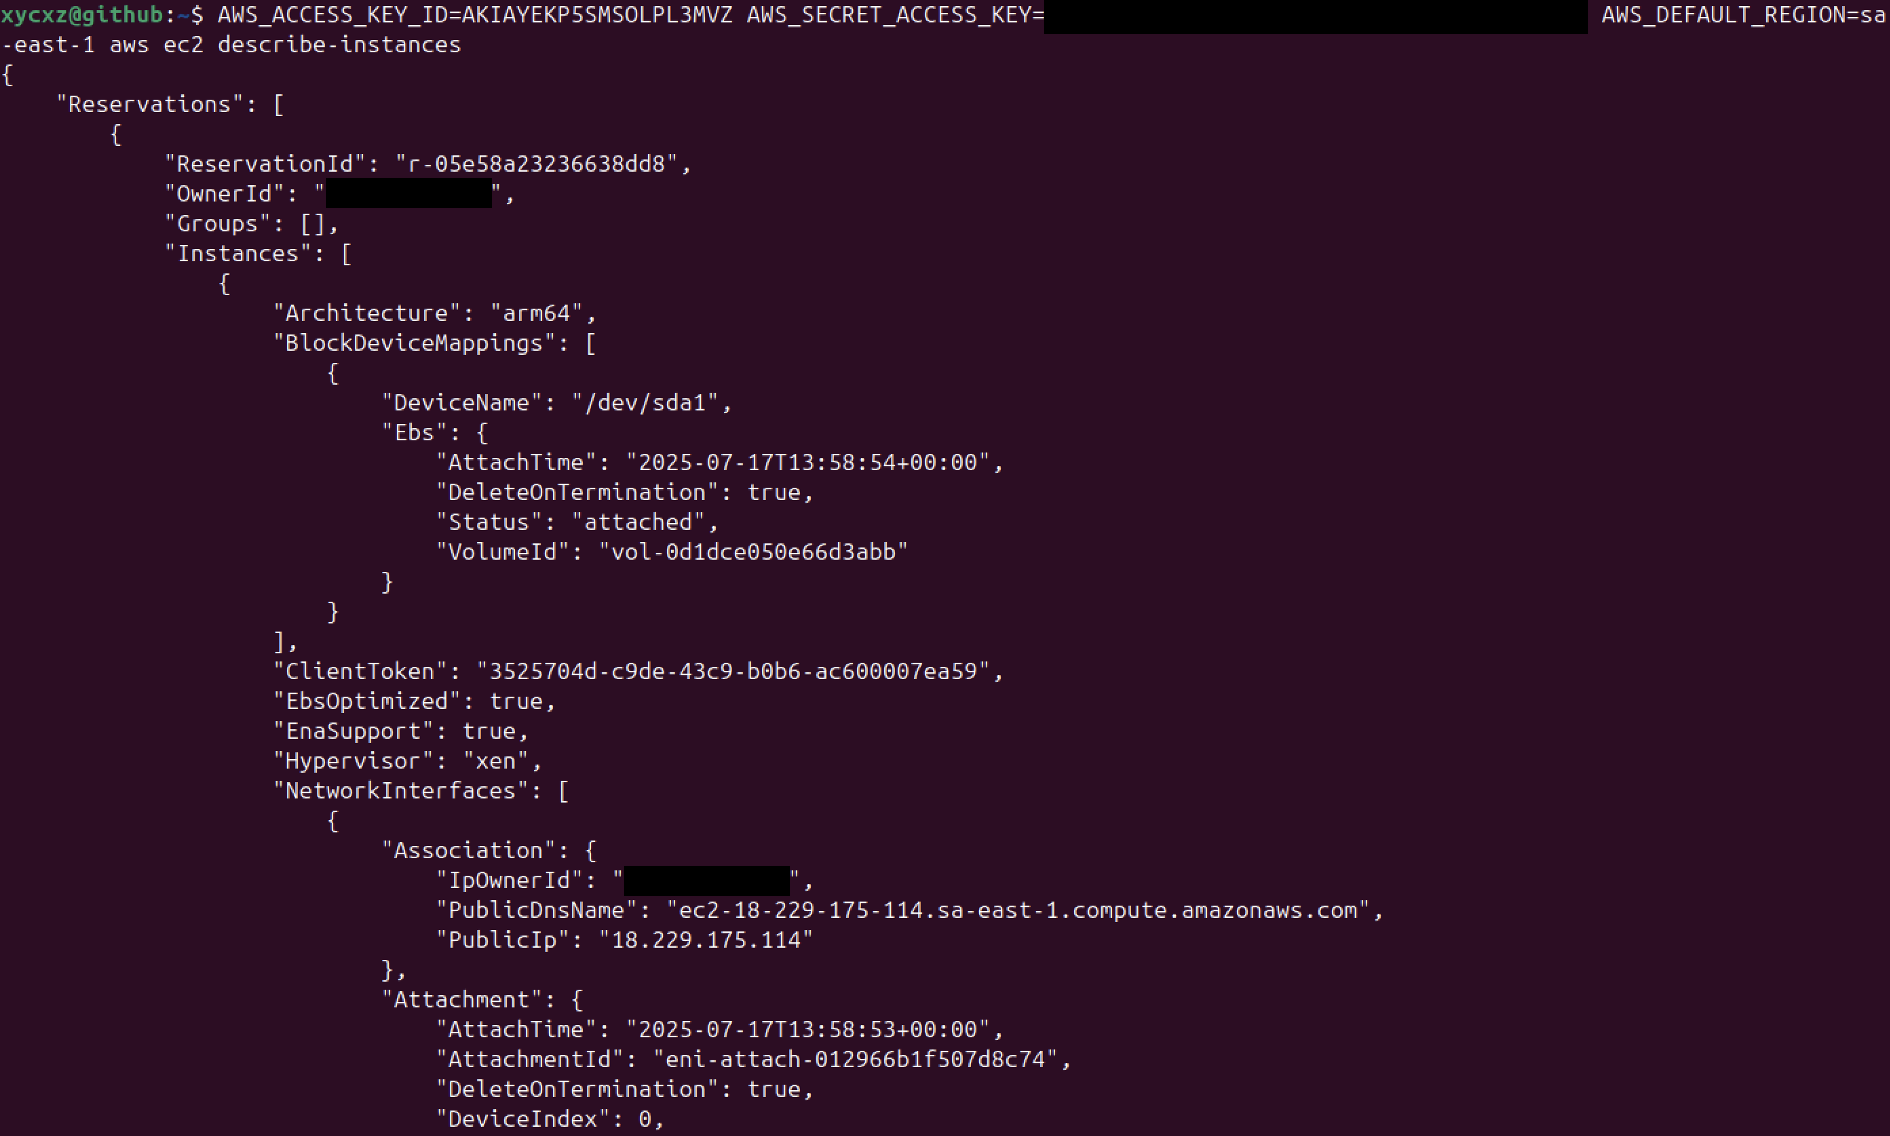 xycxz@github:~$ AWS_ACCESS_KEY_ID=AKIAYEKP5SMSOLPL3MVZ AWS_SECRET_ACCESS_KEY= AWS_DEFAULT_REGION=sa
-east-1 aws ec2 describe-instances
{
    "Reservations": [
        {
            "ReservationId": "r-05e58a23236638dd8",
            "OwnerId": "",
            "Groups": [],
            "Instances": [
                {
                    "Architecture": "arm64",
                    "BlockDeviceMappings": [
                        {
                            "DeviceName": "/dev/sda1",
                            "Ebs": {
                                "AttachTime": "2025-07-17T13:58:54+00:00",
                                "DeleteOnTermination": true,
                                "Status": "attached",
                                "VolumeId": "vol-0d1dce050e66d3abb"
                            }
                        }
                    ],
                    "ClientToken": "3525704d-c9de-43c9-b0b6-ac600007ea59",
                    "EbsOptimized": true,
                    "EnaSupport": true,
                    "Hypervisor": "xen",
                    "NetworkInterfaces": [
                        {
                            "Association": {
                                "IpOwnerId": "",
                                "PublicDnsName": "ec2-18-229-175-114.sa-east-1.compute.amazonaws.com",
                                "PublicIp": "18.229.175.114"
                            },
                            "Attachment": {
                                "AttachTime": "2025-07-17T13:58:53+00:00",
                                "AttachmentId": "eni-attach-012966b1f507d8c74",
                                "DeleteOnTermination": true,
                                "DeviceIndex": 0,